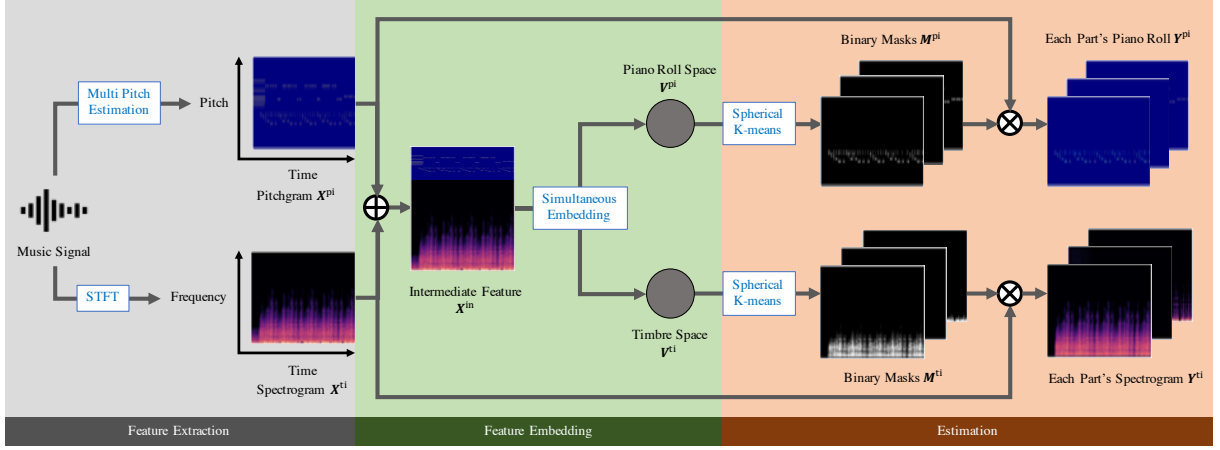 Music Signal
Multi Pitch
Estimation
STFT
Pitch
Time
Pitchgram X^pi
Frequency
Time
Spectrogram X^ti
Intermediate Feature
X^in
Simultaneous
Embedding
Piano Roll Space
V^pi
Timbre Space
V^ti
Spherical
K-means
Spherical
K-means
Binary Masks M^pi
Binary Masks M^ti
Each Part's Piano Roll Y^pi
Each Part's Spectrogram Y^ti
Feature Extraction
Feature Embedding
Estimation